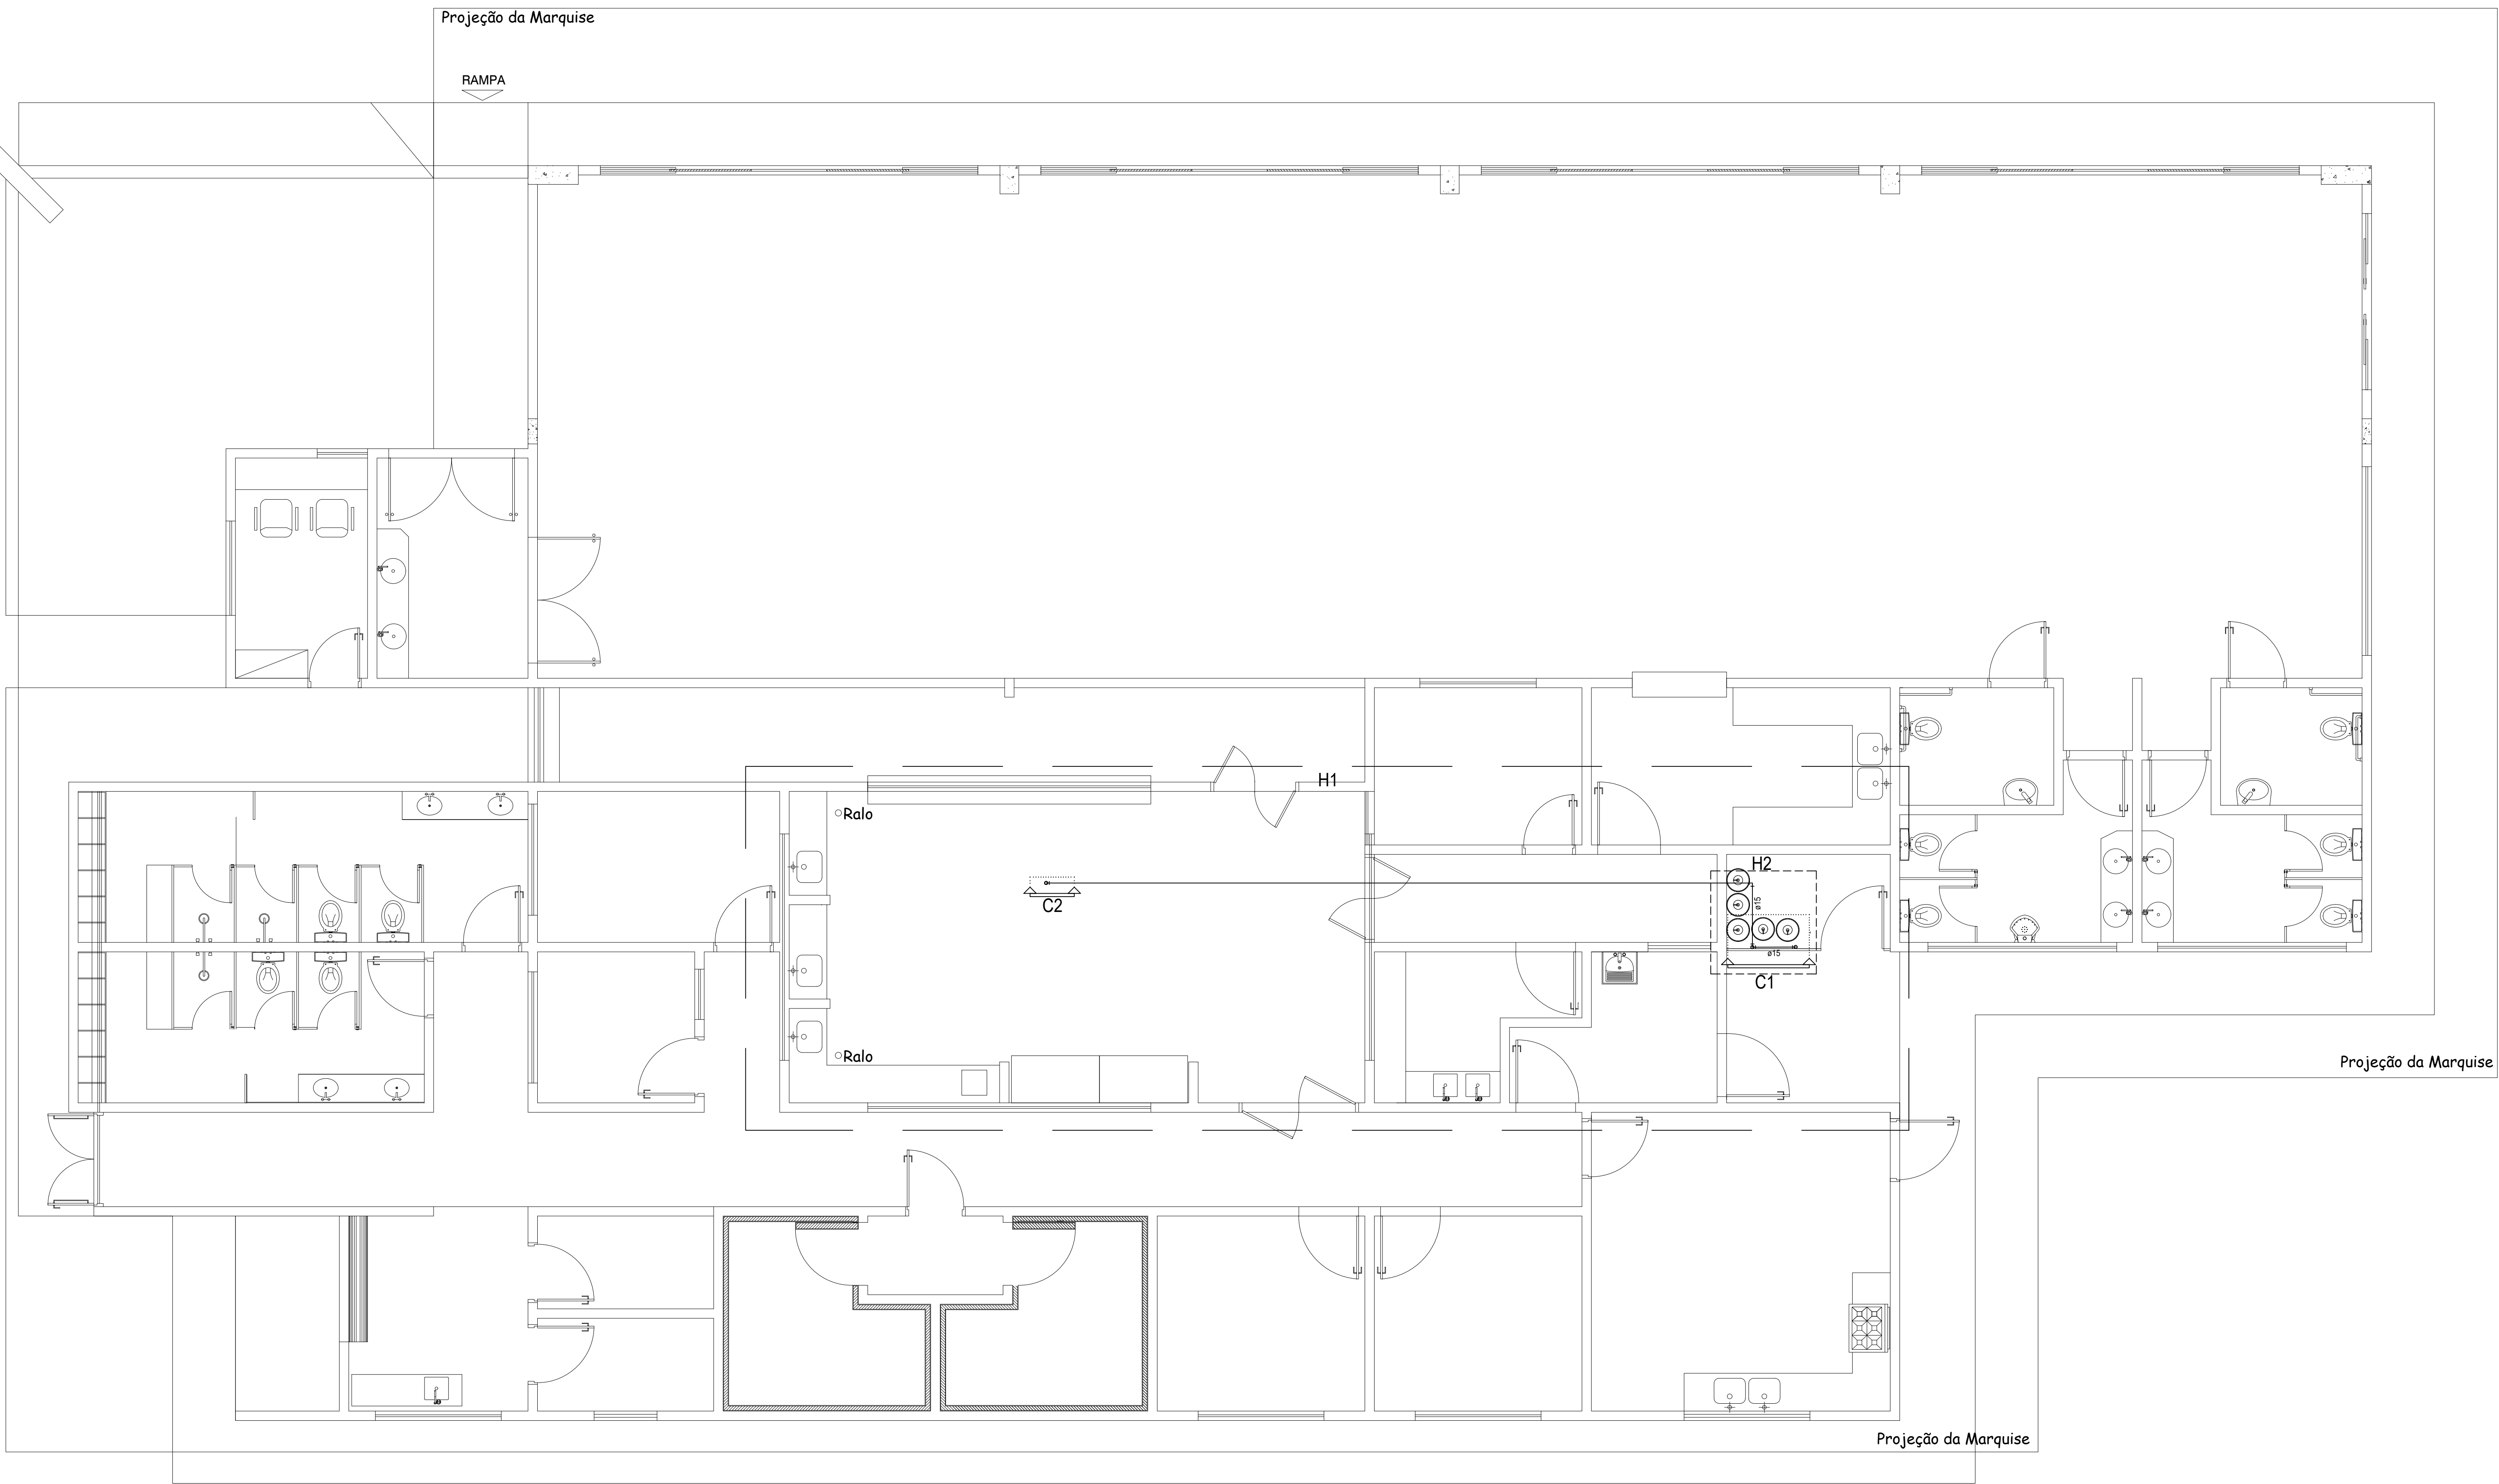 Projeção da Marquise
RAMPA
H1
Ralo
H2
ø15
C2
ø15
C1
Ralo
Projeção da Marquise
Projeção da Marquise